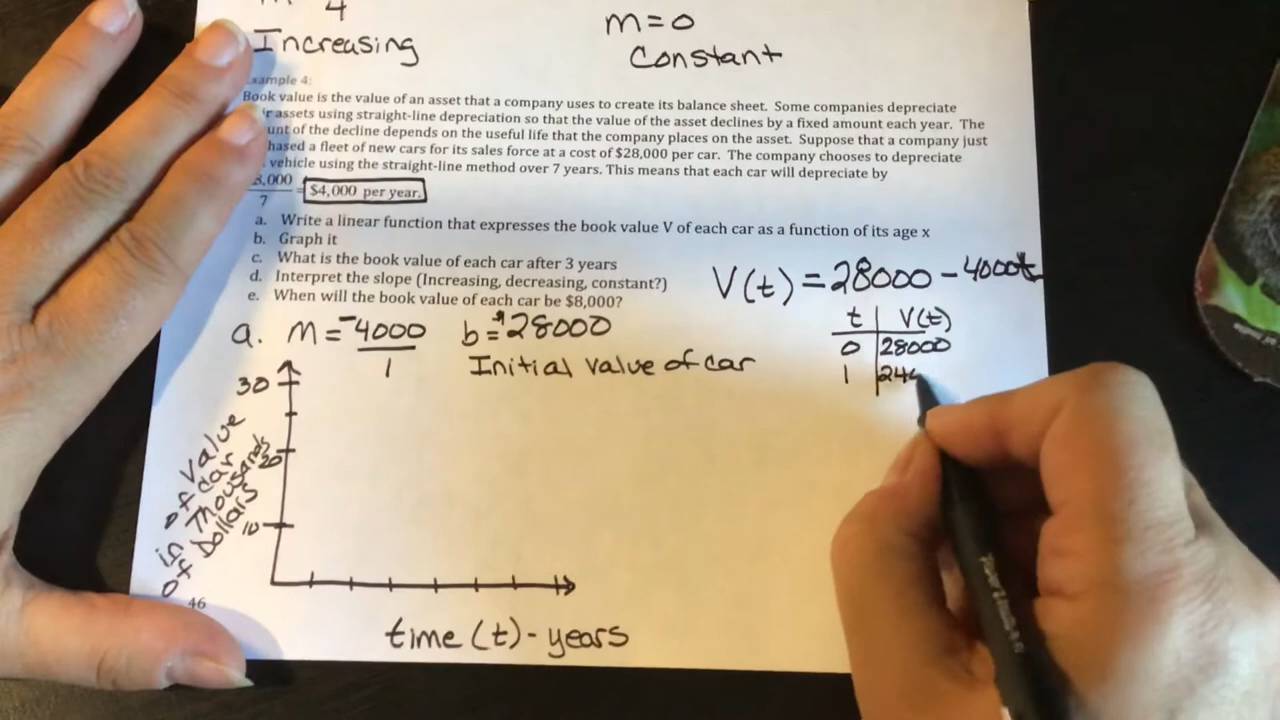 4
m=0
Increasing
Constant
xample 4:
Book value is the value of an asset that a company uses to create its balance sheet. Some companies depreciate
assets using straight-line depreciation so that the value of the asset declines by a fixed amount each year. The
of the decline depends on the useful life that the company places on the asset. Suppose that a company just
hased a fleet of new cars for its sales force at a cost of $28,000 per car. The company chooses to depreciate
vehicle using the straight-line method over 7 years. This means that each car will depreciate by
8,000
7
= $4,000 per year.
a. Write a linear function that expresses the book value V of each car as a function of its age x
b. Graph it
c. What is the book value of each car after 3 years
d. Interpret the slope (Increasing, decreasing, constant?)
e. When will the book value of each car be $8,000?
V(t) = 28000 - 4000t
a. m = -4000
1
b = $28000
Initial value of car
t | V(t)
0 | 28000
1 | 24
30
20
10
Value
of car
in Thousands
of Dollars
46
time (t) - years